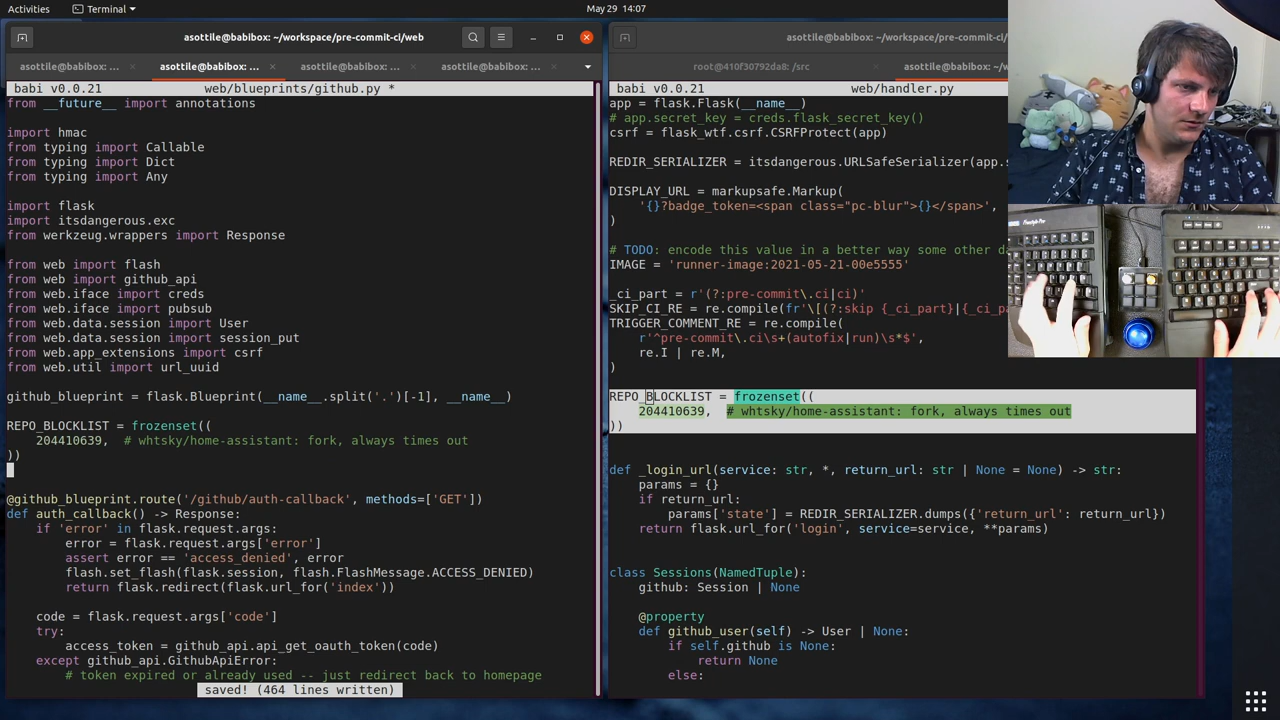 Activities
Terminal
May 29 14:07
asottile@babibox: ~/workspace/pre-commit-ci/web
asottile@babibox: ...
asottile@babibox: ...
asottile@babibox: ...
asottile@babibox: ...
babi v0.0.21 web/blueprints/github.py *
from __future__ import annotations
import hmac
from typing import Callable
from typing import Dict
from typing import Any
import flask
import itsdangerous.exc
from werkzeug.wrappers import Response
from web import flash
from web import github_api
from web.iface import creds
from web.iface import pubsub
from web.data.session import User
from web.data.session import session_put
from web.app_extensions import csrf
from web.util import url_uuid
github_blueprint = flask.Blueprint(__name__.split('.')[-1], __name__)
REPO_BLOCKLIST = frozenset((
204410639,  # whtsky/home-assistant: fork, always times out
))
@github_blueprint.route('/github/auth-callback', methods=['GET'])
def auth_callback() -> Response:
if 'error' in flask.request.args:
error = flask.request.args['error']
assert error == 'access_denied', error
flash.set_flash(flask.session, flash.FlashMessage.ACCESS_DENIED)
return flask.redirect(flask.url_for('index'))
code = flask.request.args['code']
try:
access_token = github_api.api_get_oauth_token(code)
except github_api.GithubApiError:
# token expired or already used -- just redirect back to homepage
saved! (464 lines written)
asottile@babibox: ~/workspace/pre-commit-ci/
root@410f30792da8: /src
asottile@babibox: ~/w
babi v0.0.21 web/handler.py
app = flask.Flask(__name__)
# app.secret_key = creds.flask_secret_key()
csrf = flask_wtf.csrf.CSRFProtect(app)
REDIR_SERIALIZER = itsdangerous.URLSafeSerializer(app.s
DISPLAY_URL = markupsafe.Markup(
'{}?badge_token=<span class="pc-blur">{}</span>',
)
# TODO: encode this value in a better way some other da
IMAGE = 'runner-image:2021-05-21-00e5555'
_ci_part = r'(?:pre-commit\.ci|ci)'
SKIP_CI_RE = re.compile(fr'\[(?:skip {_ci_part}|{_ci_pa
TRIGGER_COMMENT_RE = re.compile(
r'^pre-commit\.ci\s+(autofix|run)\s*$',
re.I | re.M,
)
REPO_BLOCKLIST = frozenset((
204410639,  # whtsky/home-assistant: fork, always times out
))
def _login_url(service: str, *, return_url: str | None = None) -> str:
params = {}
if return_url:
params['state'] = REDIR_SERIALIZER.dumps({'return_url': return_url})
return flask.url_for('login', service=service, **params)
class Sessions(NamedTuple):
github: Session | None
@property
def github_user(self) -> User | None:
if self.github is None:
return None
else: